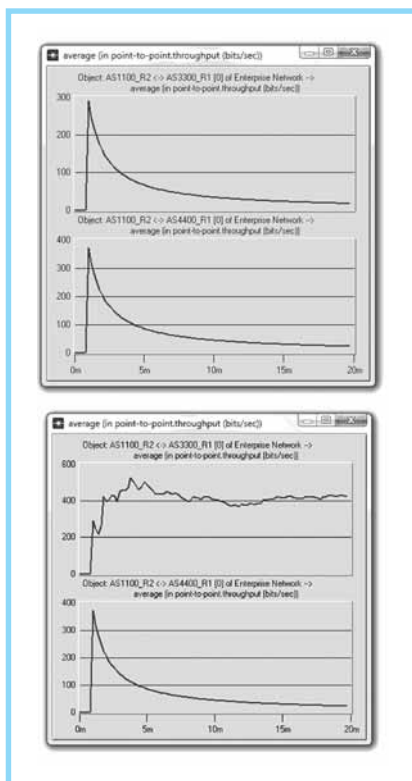 average (in point-to-point.throughput (bits/sec))
Object: AS1100_R2 <-> AS3300_R1 [0] of Enterprise Network ->
average (in point-to-point.throughput (bits/sec))
300
200
100
0
Object: AS1100_R2 <-> AS4400_R1 [0] of Enterprise Network ->
average (in point-to-point.throughput (bits/sec))
400
300
200
100
0
0m 5m 10m 15m 20m
average (in point-to-point.throughput (bits/sec))
Object: AS1100_R2 <-> AS3300_R1 [0] of Enterprise Network ->
average (in point-to-point.throughput (bits/sec))
600
400
200
0
Object: AS1100_R2 <-> AS4400_R1 [0] of Enterprise Network ->
average (in point-to-point.throughput (bits/sec))
400
300
200
100
0
0m 5m 10m 15m 20m